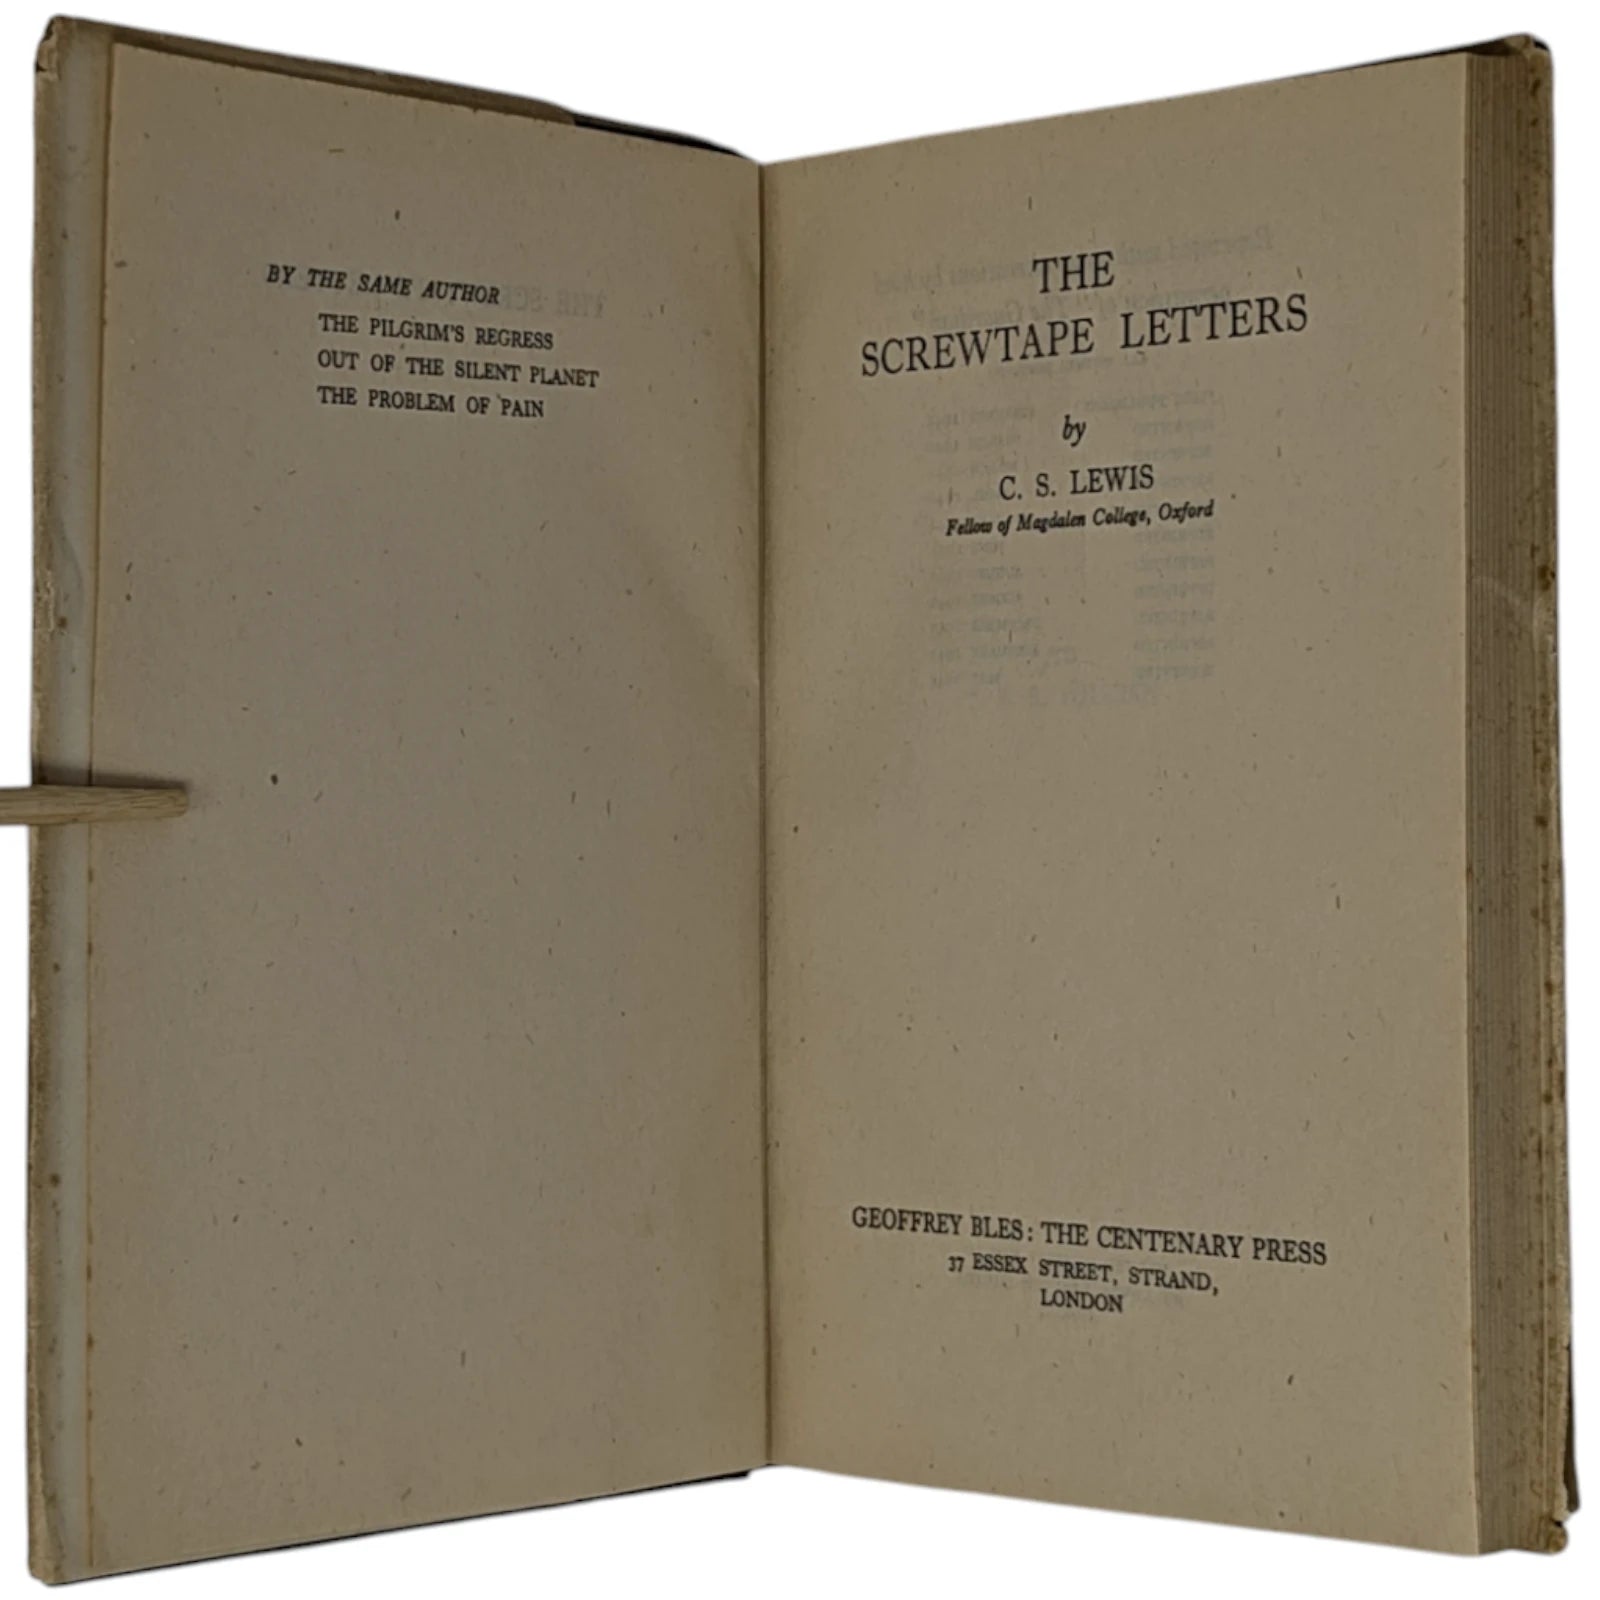 BY THE SAME AUTHOR
THE PILGRIM'S REGRESS
OUT OF THE SILENT PLANET
THE PROBLEM OF PAIN
THE
SCREWTAPE LETTERS
by
C. S. LEWIS
Fellow of Magdalen College, Oxford
GEOFFREY BLES: THE CENTENARY PRESS
37 ESSEX STREET, STRAND,
LONDON